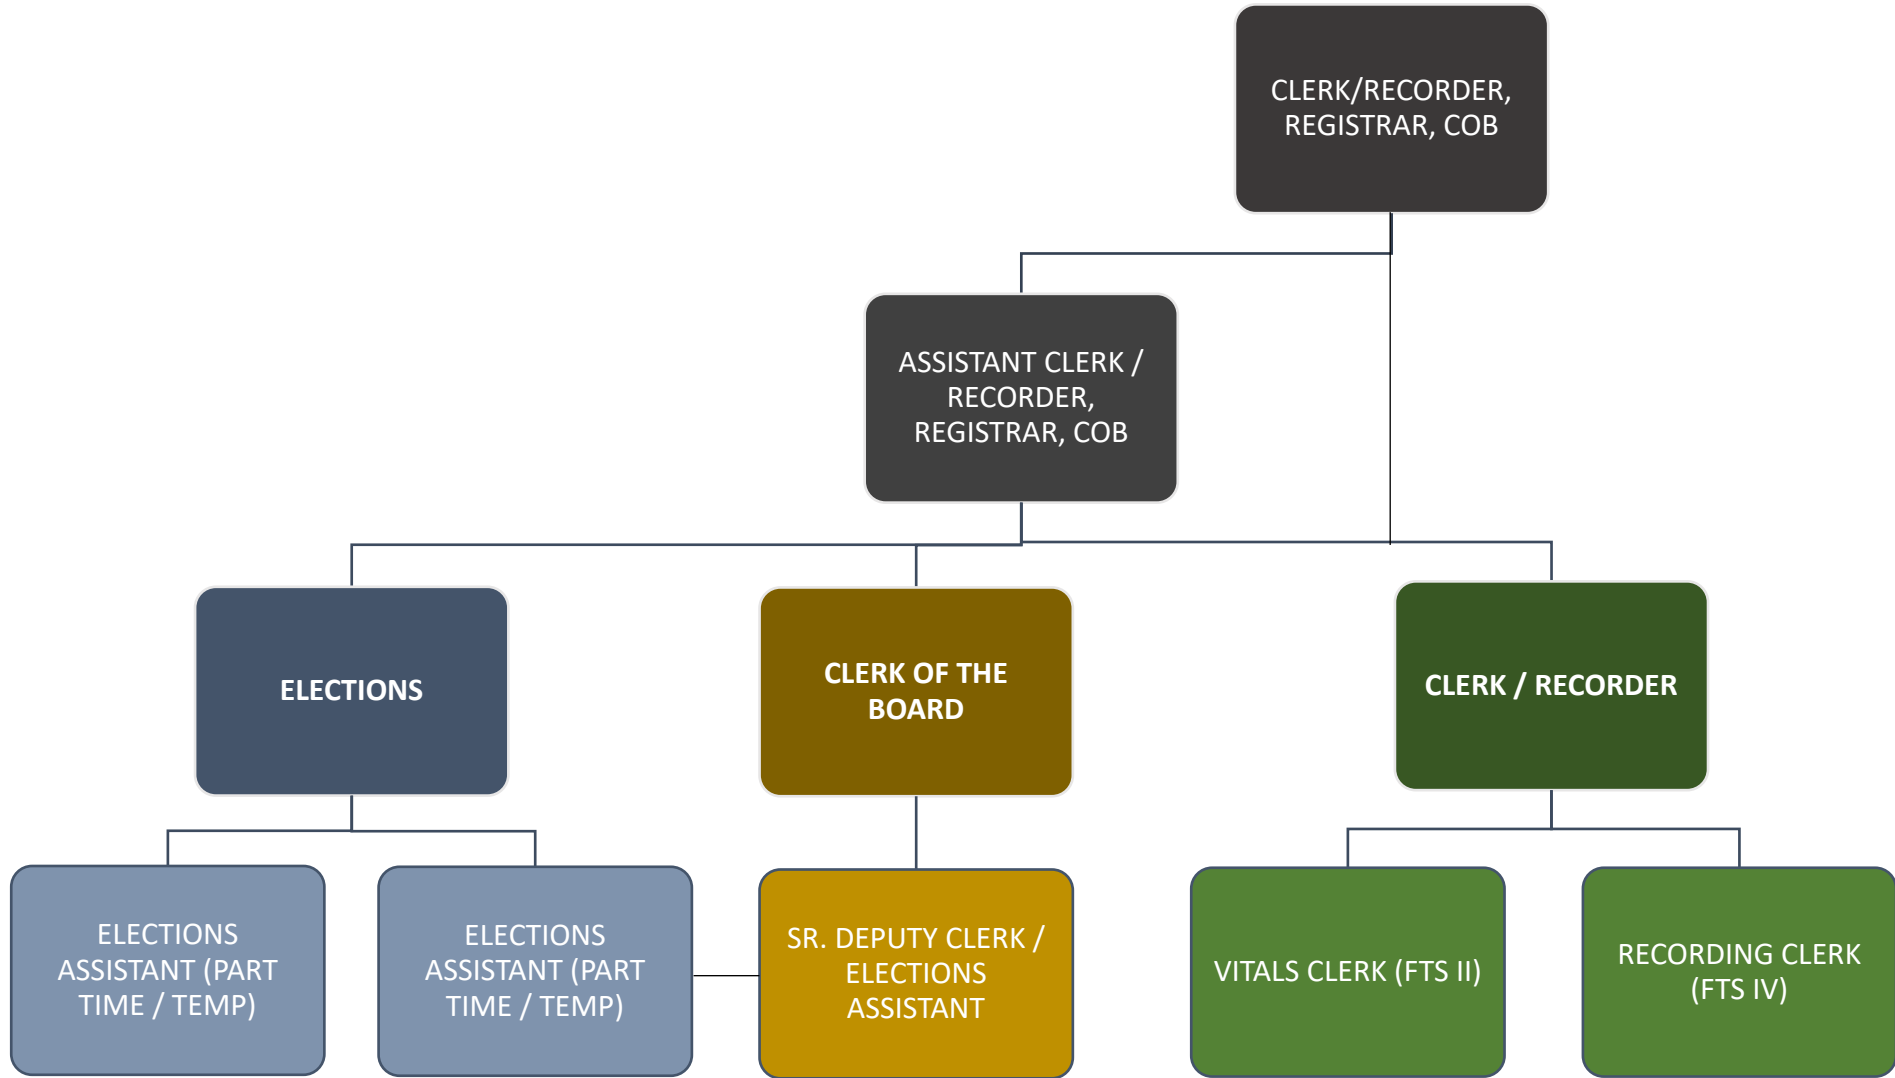 CLERK/RECORDER,
REGISTRAR, COB
ASSISTANT CLERK /
RECORDER,
REGISTRAR, COB
ELECTIONS
CLERK OF THE
BOARD
CLERK / RECORDER
ELECTIONS
ASSISTANT (PART
TIME / TEMP)
ELECTIONS
ASSISTANT (PART
TIME / TEMP)
SR. DEPUTY CLERK /
ELECTIONS
ASSISTANT
VITALS CLERK (FTS II)
RECORDING CLERK
(FTS IV)